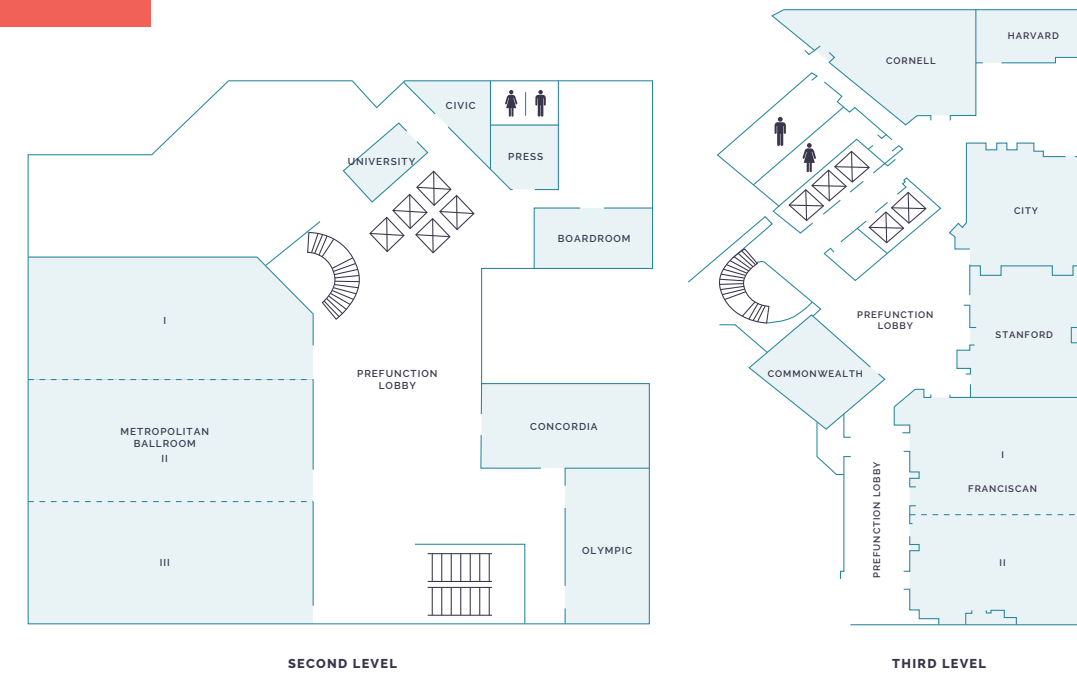 CIVIC
UNIVERSITY
PRESS
BOARDROOM
I
PREFUNCTION
LOBBY
METROPOLITAN
BALLROOM
II
CONCORDIA
III
OLYMPIC
SECOND LEVEL
HARVARD
CORNELL
CITY
PREFUNCTION
LOBBY
STANFORD
COMMONWEALTH
I
FRANCISCAN
PREFUNCTION LOBBY
II
THIRD LEVEL